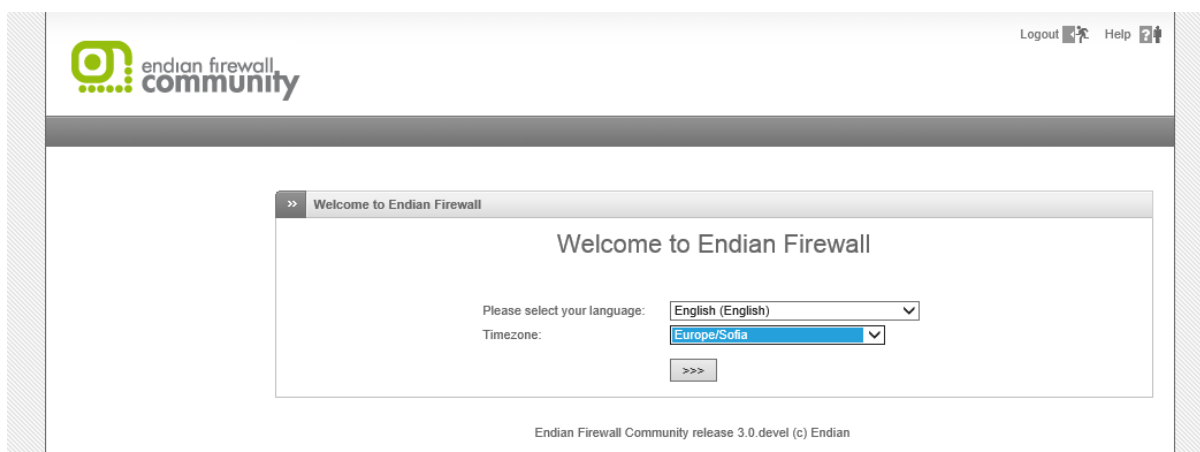 Logout Help
endian firewall
community
Welcome to Endian Firewall
Welcome to Endian Firewall
Please select your language: English (English)
Timezone: Europe/Sofia
>>>
Endian Firewall Community release 3.0.devel (c) Endian